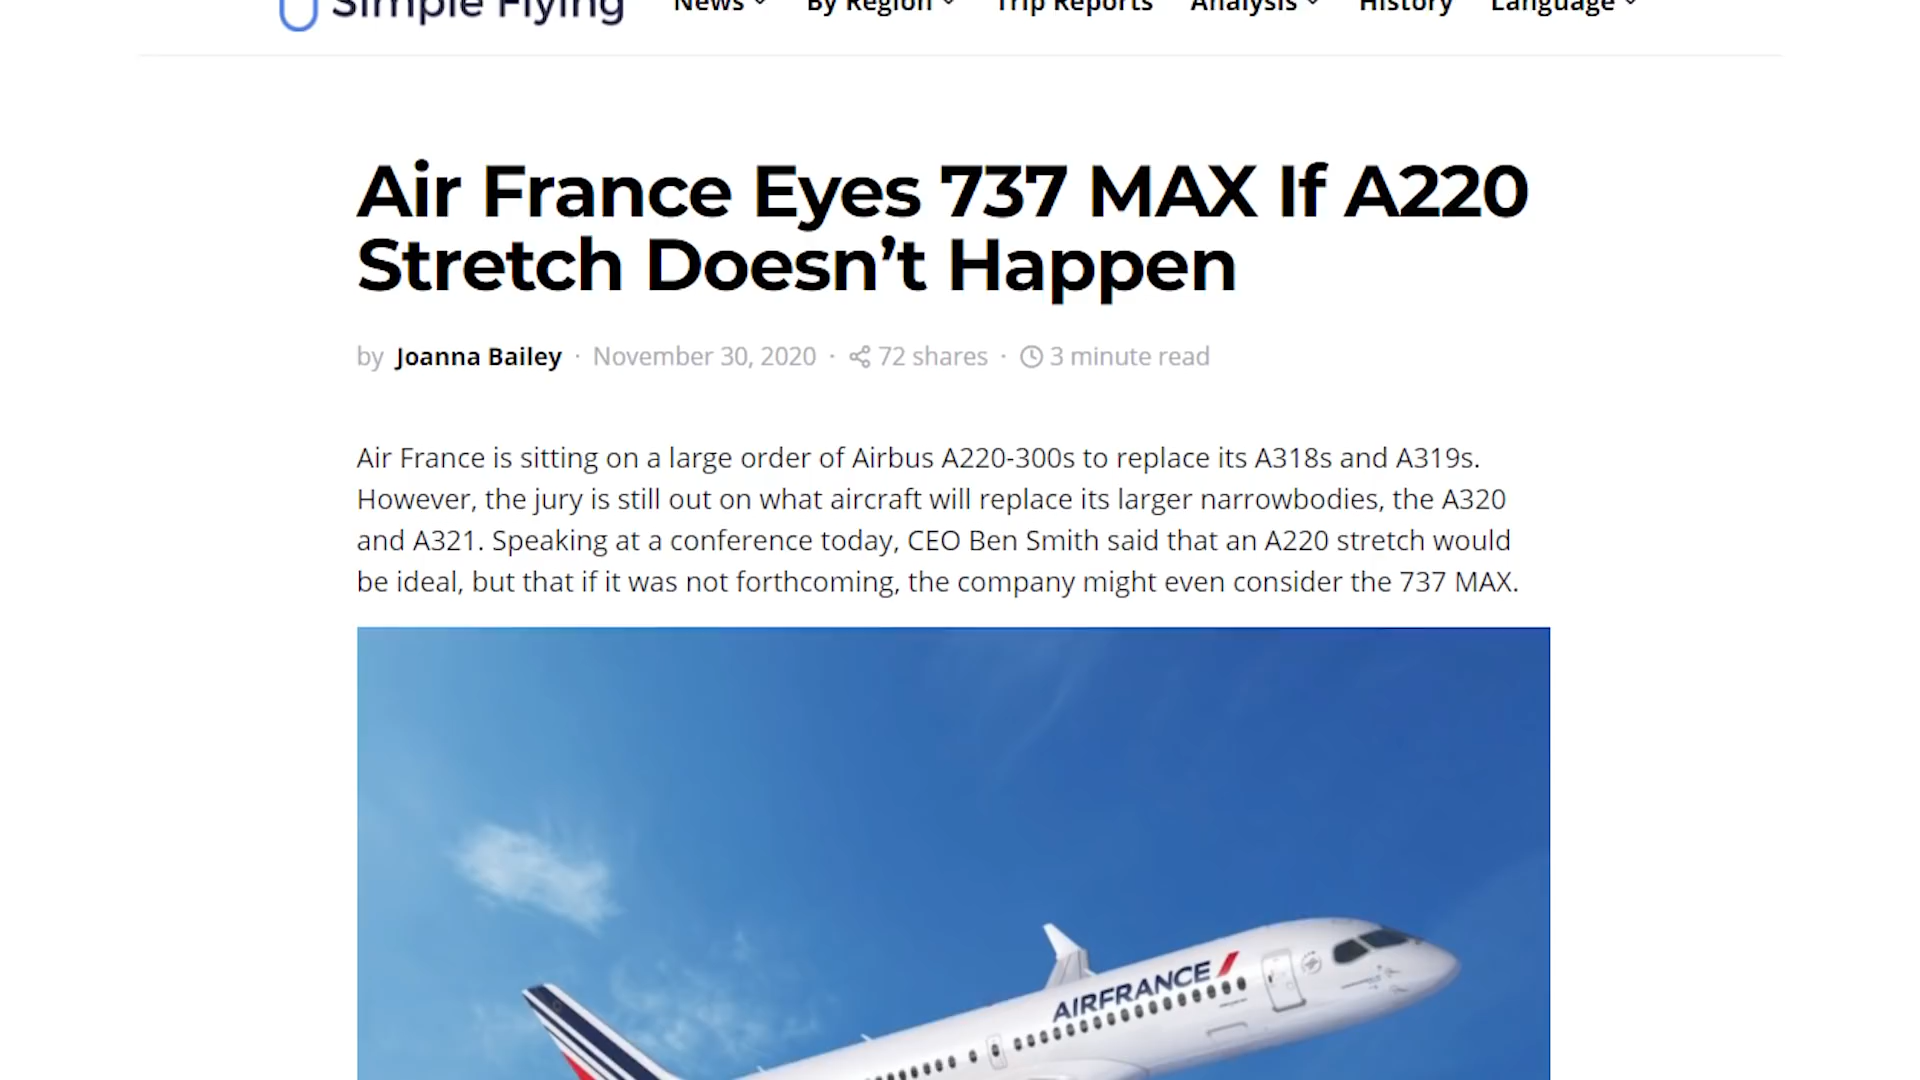 Simple Flying
News By Region Trip Reports Analysis History Language
Air France Eyes 737 MAX If A220
Stretch Doesn’t Happen
by Joanna Bailey · November 30, 2020 · 72 shares · 3 minute read
Air France is sitting on a large order of Airbus A220-300s to replace its A318s and A319s.
However, the jury is still out on what aircraft will replace its larger narrowbodies, the A320
and A321. Speaking at a conference today, CEO Ben Smith said that an A220 stretch would
be ideal, but that if it was not forthcoming, the company might even consider the 737 MAX.
AIRFRANCE